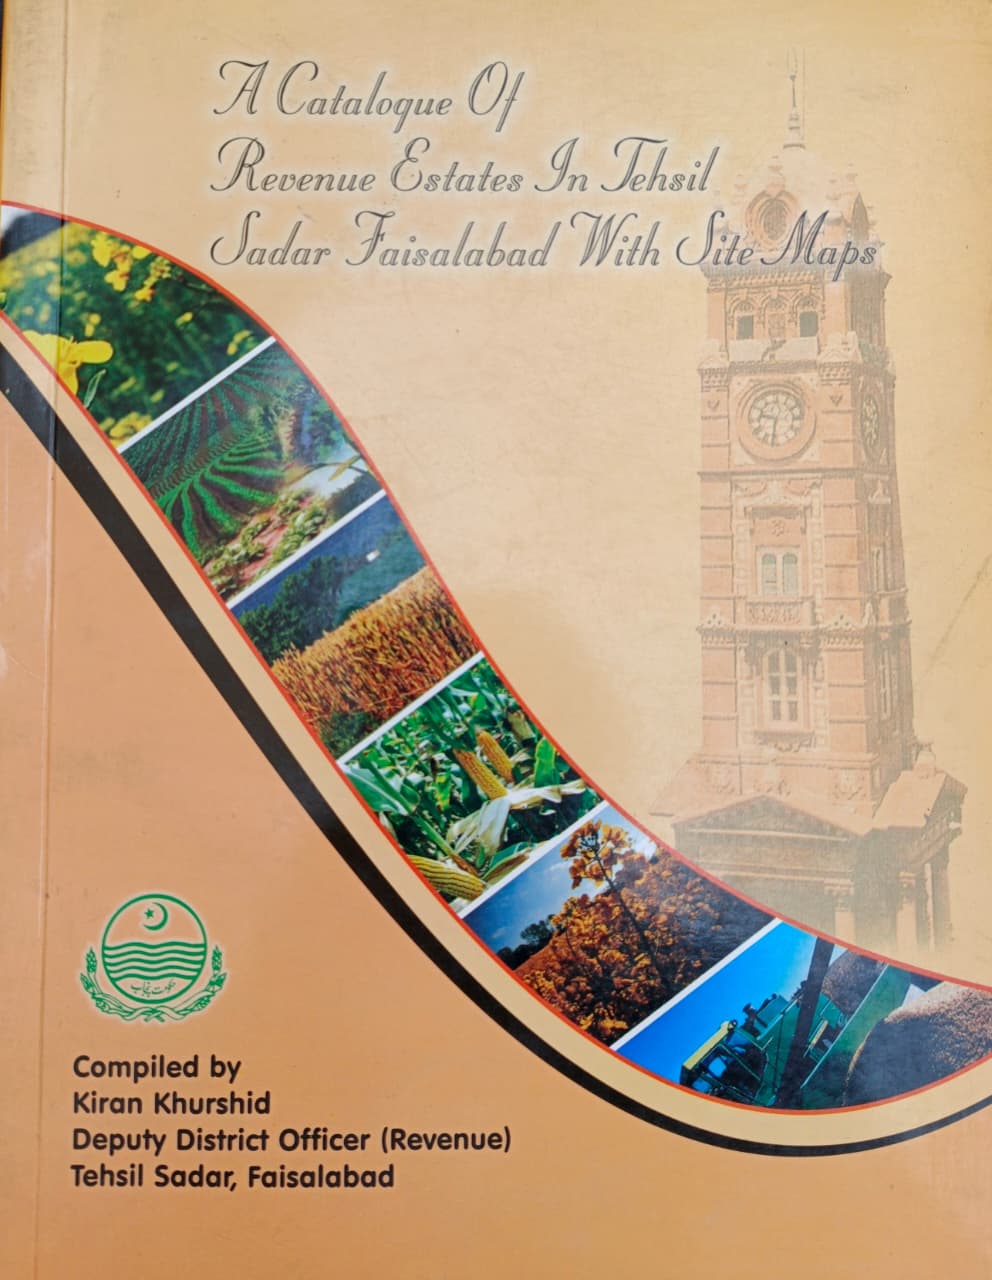 A Catalogue Of
Revenue Estates In Tehsil
Sadar Faisalabad With Site Maps
حکومت پنجاب
Compiled by
Kiran Khurshid
Deputy District Officer (Revenue)
Tehsil Sadar, Faisalabad